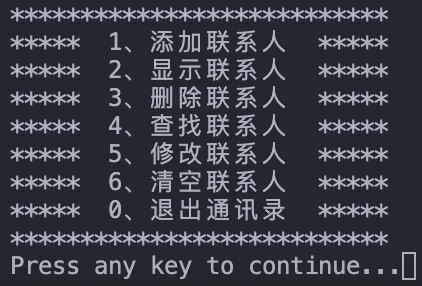 ***************************
*****  1、添加联系人  *****
*****  2、显示联系人  *****
*****  3、删除联系人  *****
*****  4、查找联系人  *****
*****  5、修改联系人  *****
*****  6、清空联系人  *****
*****  0、退出通讯录  *****
***************************
Press any key to continue...